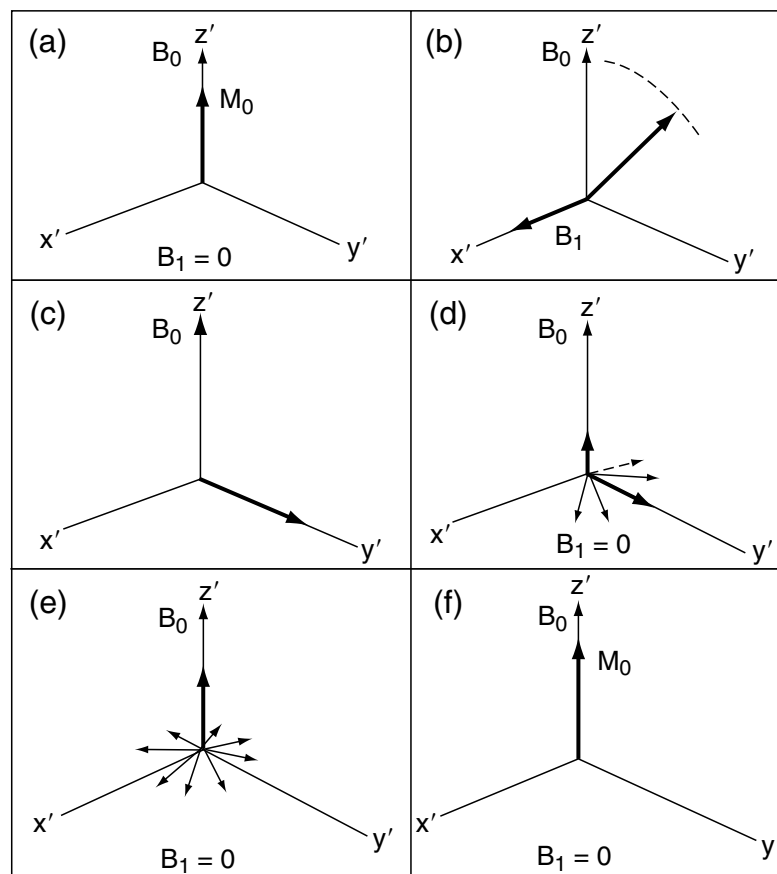 (a)
z′
B₀
M₀
x′
y′
B₁ = 0
(b)
z′
B₀
B₁
x′
y′
(c)
z′
B₀
x′
y′
(d)
z′
B₀
x′
B₁ = 0
y′
(e)
z′
B₀
x′
y′
B₁ = 0
(f)
z′
B₀
M₀
x′
y
B₁ = 0